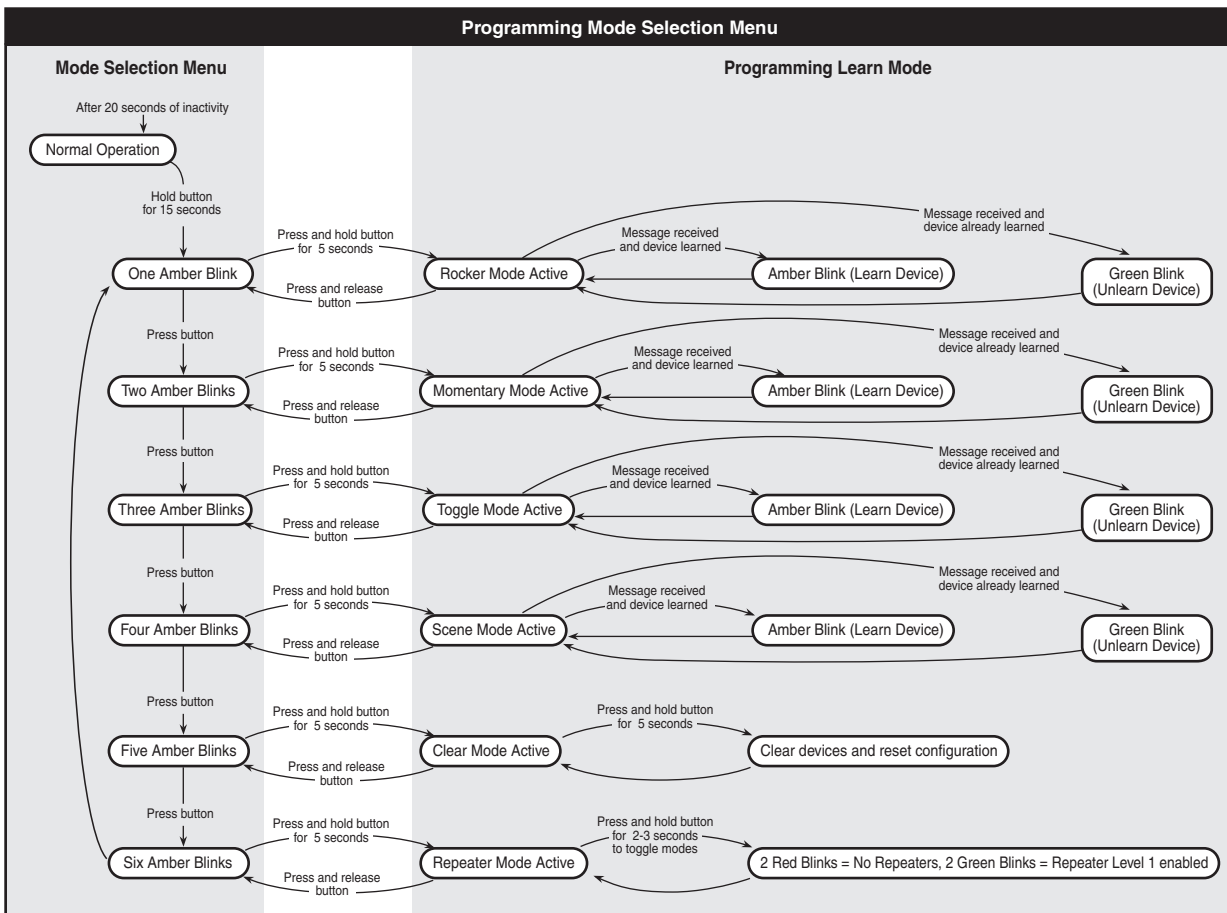 Programming Mode Selection Menu
Mode Selection Menu
Programming Learn Mode
After 20 seconds of inactivity
Normal Operation
Hold button
for 15 seconds
One Amber Blink
Press and hold button
for 5 seconds
Press and release
button
Rocker Mode Active
Message received
and device learned
Amber Blink (Learn Device)
Message received and
device already learned
Green Blink
(Unlearn Device)
Press button
Two Amber Blinks
Press and hold button
for 5 seconds
Press and release
button
Momentary Mode Active
Message received
and device learned
Amber Blink (Learn Device)
Message received and
device already learned
Green Blink
(Unlearn Device)
Press button
Three Amber Blinks
Press and hold button
for 5 seconds
Press and release
button
Toggle Mode Active
Message received
and device learned
Amber Blink (Learn Device)
Message received and
device already learned
Green Blink
(Unlearn Device)
Press button
Four Amber Blinks
Press and hold button
for 5 seconds
Press and release
button
Scene Mode Active
Message received
and device learned
Amber Blink (Learn Device)
Message received and
device already learned
Green Blink
(Unlearn Device)
Press button
Five Amber Blinks
Press and hold button
for 5 seconds
Press and release
button
Clear Mode Active
Press and hold button
for 5 seconds
Clear devices and reset configuration
Press button
Six Amber Blinks
Press and hold button
for 5 seconds
Press and release
button
Repeater Mode Active
Press and hold button
for 2-3 seconds
to toggle modes
2 Red Blinks = No Repeaters, 2 Green Blinks = Repeater Level 1 enabled